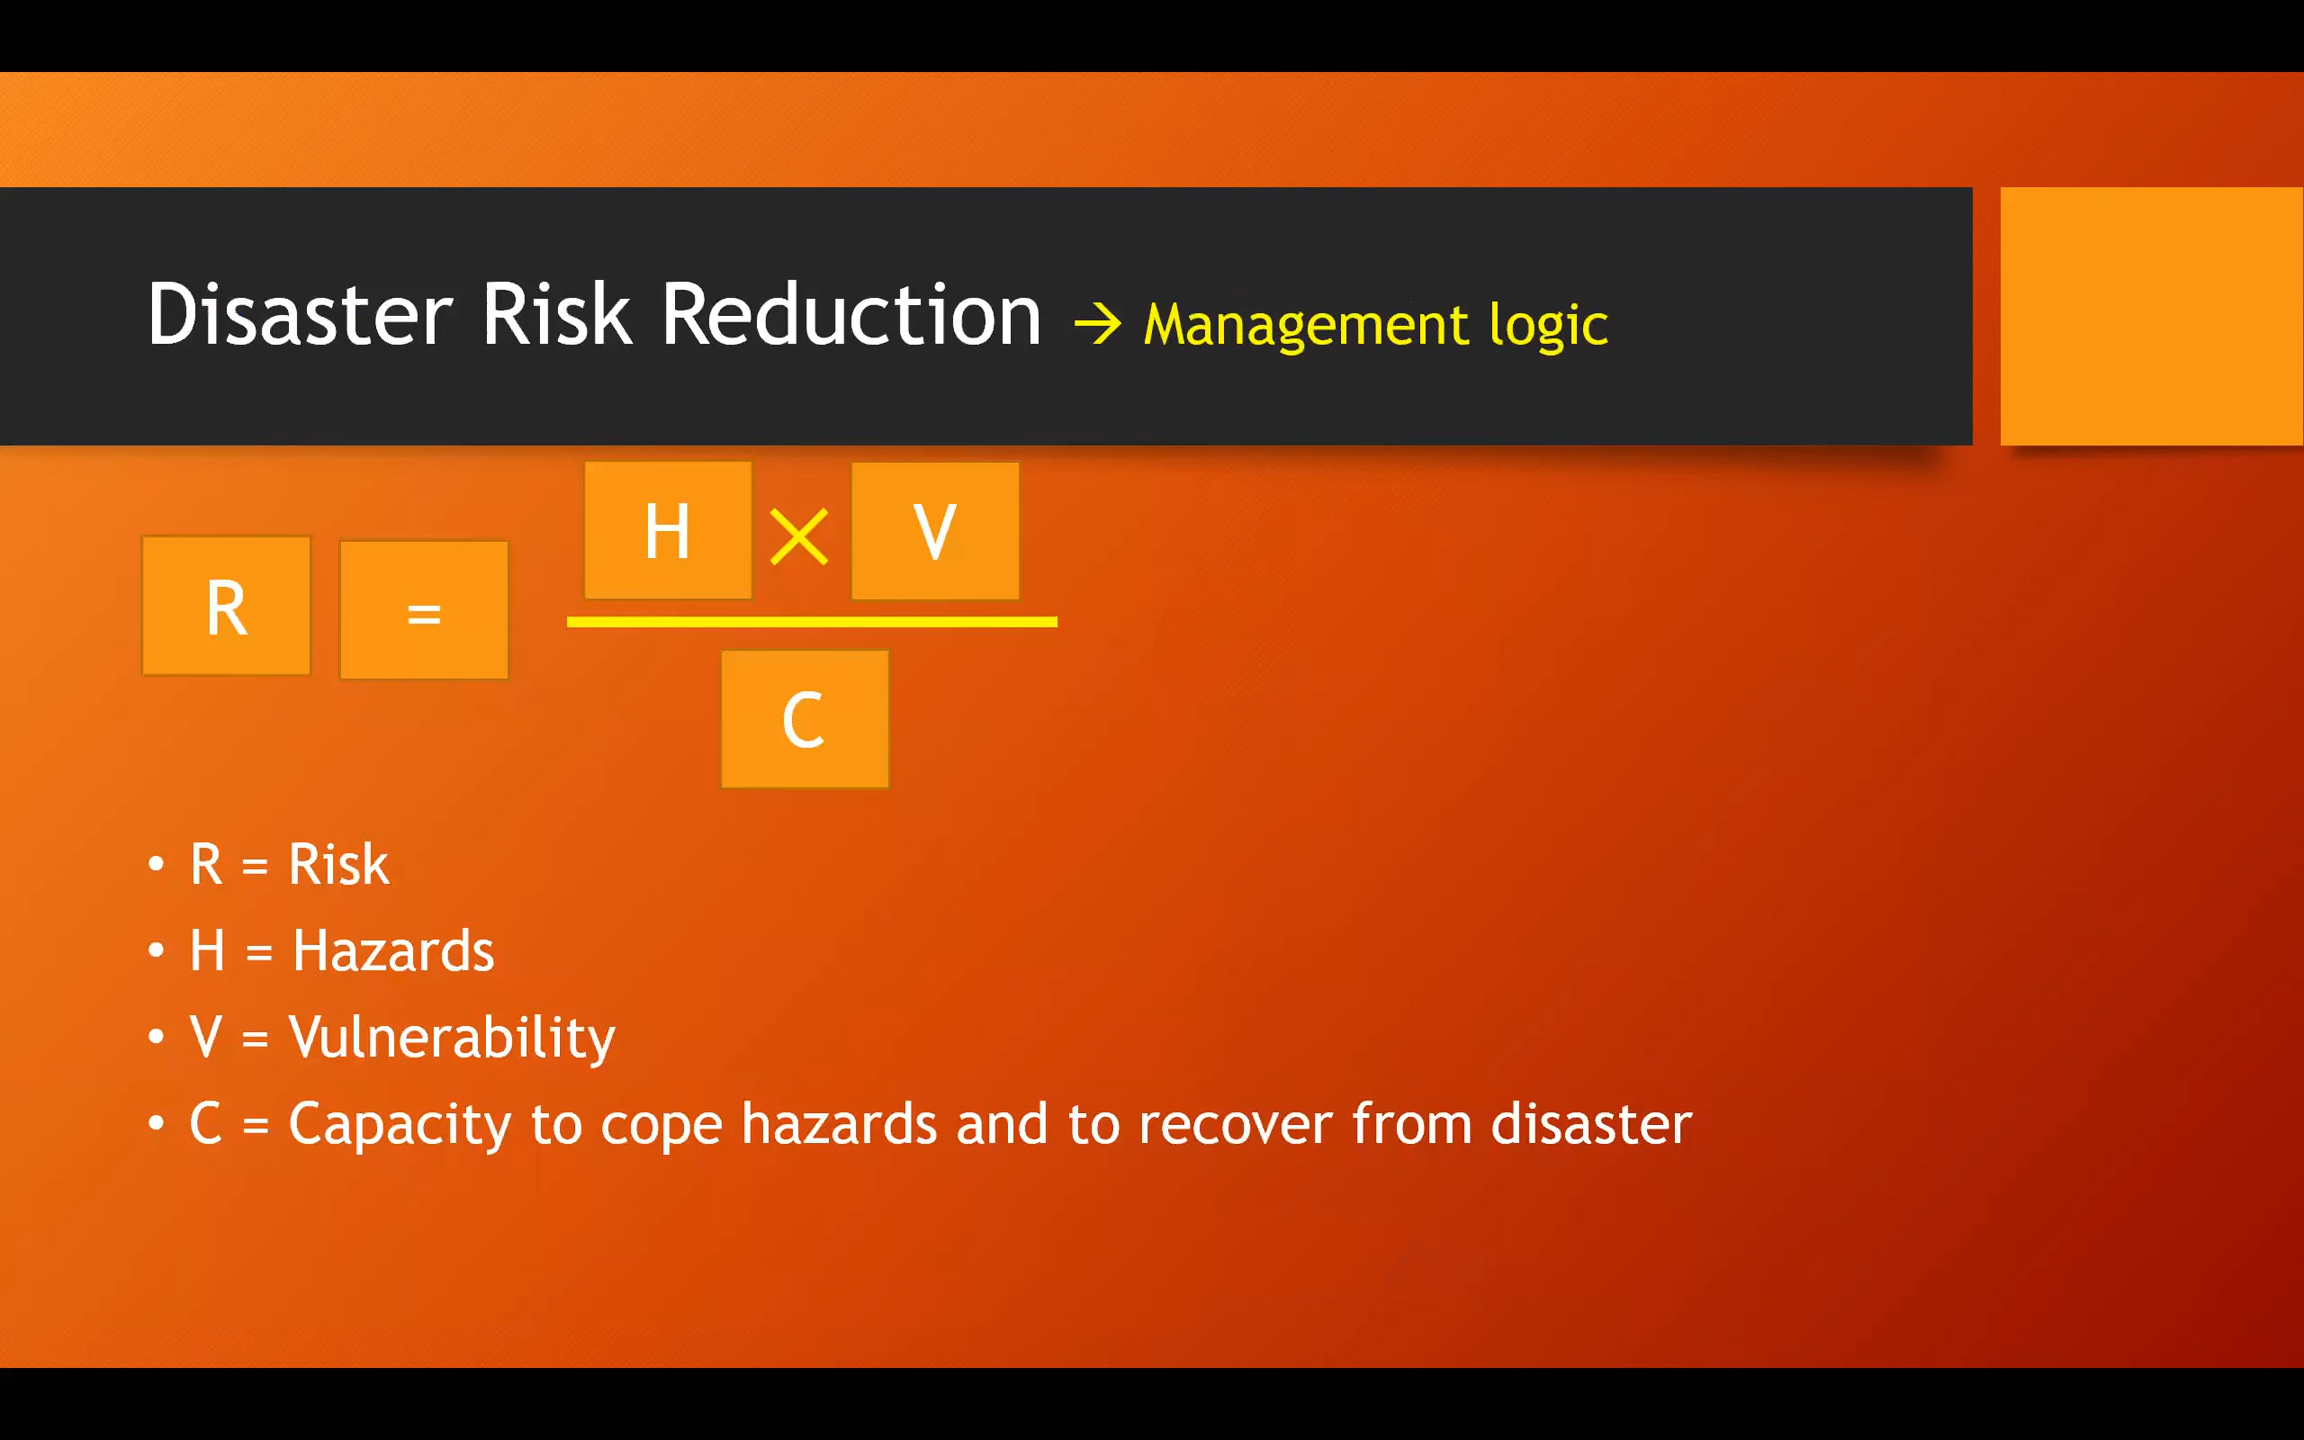 Disaster Risk Reduction → Management logic
R = H × V
C
• R = Risk
• H = Hazards
• V = Vulnerability
• C = Capacity to cope hazards and to recover from disaster